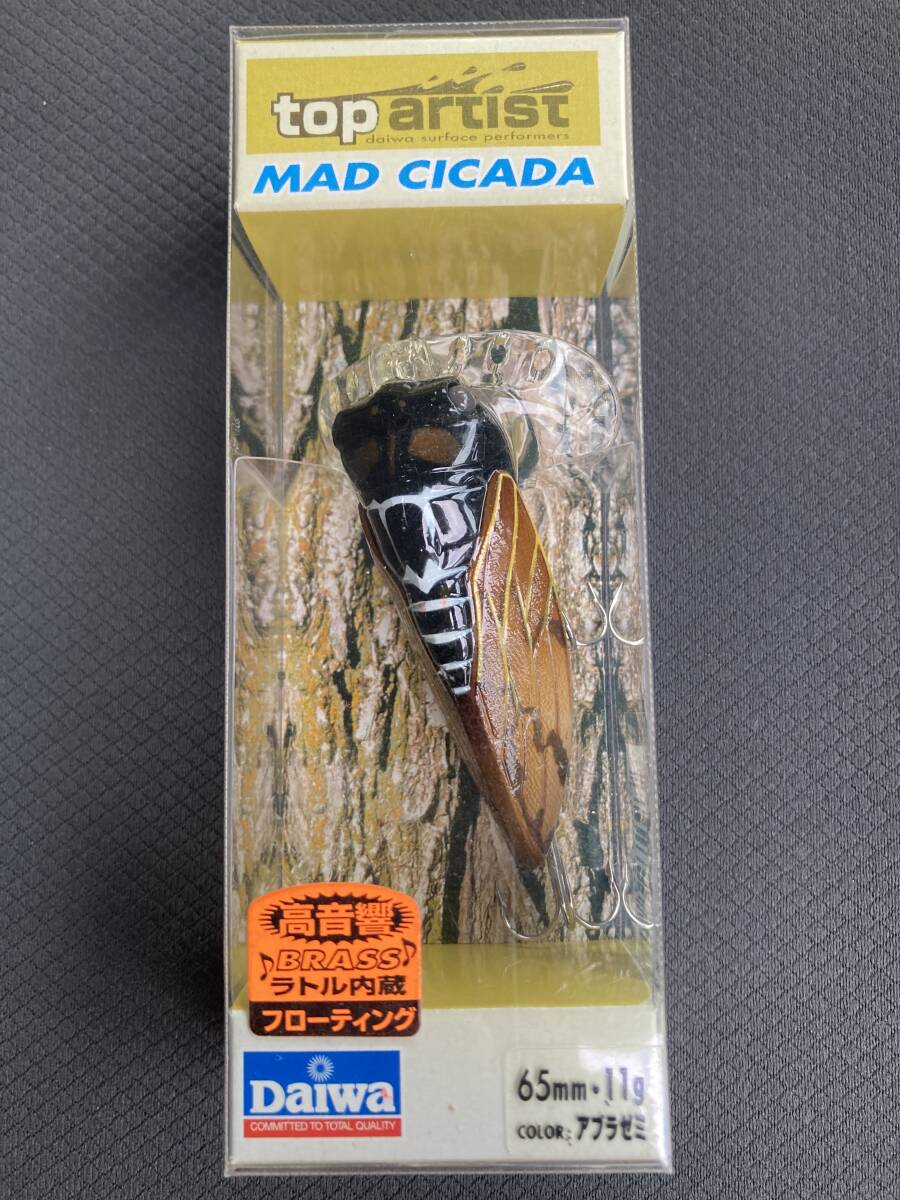 top artist
daiwa surface performers
MAD CICADA
高音響
♪BRASS♪
ラトル内蔵
フローティング
Daiwa
COMMITTED TO TOTAL QUALITY
65mm・11g
COLOR: アブラゼミ